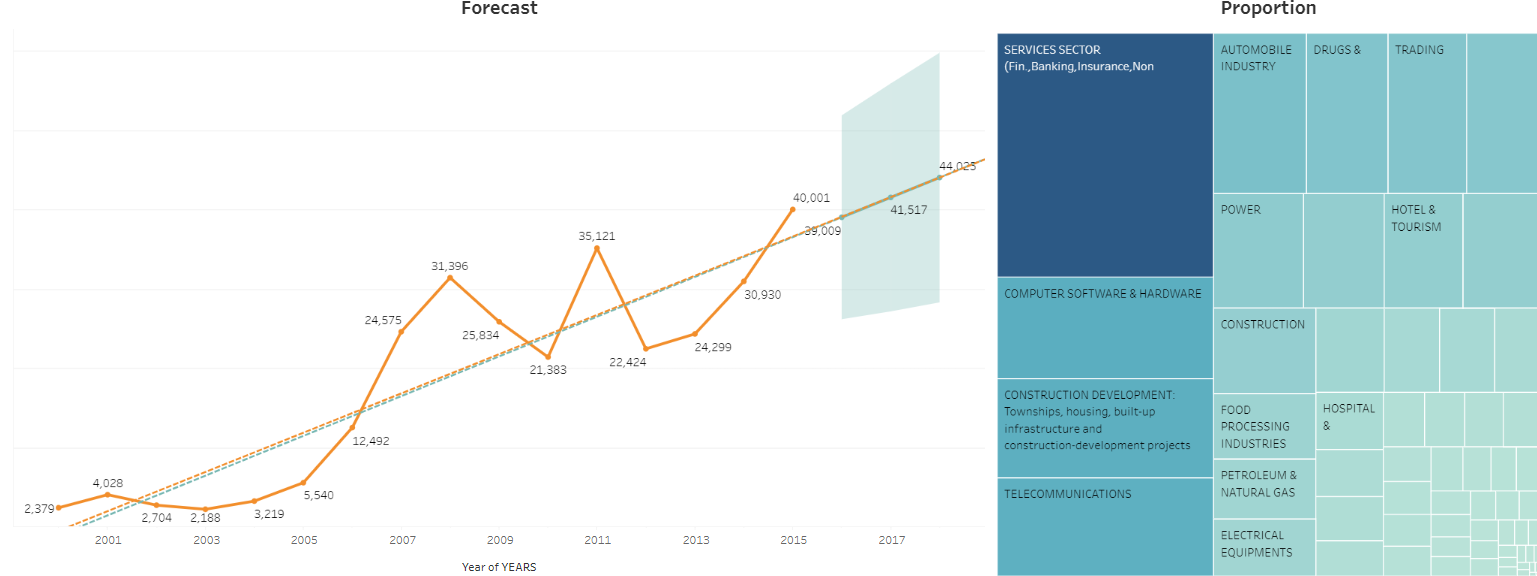 Forecast
Proportion
44,025
40,001
39,009
41,517
35,121
31,396
30,930
24,575
25,834
24,299
22,424
21,383
12,492
5,540
4,028
2,379
2,704
2,188
3,219
2001
2003
2005
2007
2009
2011
2013
2015
2017
Year of YEARS
SERVICES SECTOR
(Fin.,Banking,Insurance,Non
COMPUTER SOFTWARE & HARDWARE
CONSTRUCTION DEVELOPMENT:
Townships, housing, built-up
infrastructure and
construction-development projects
TELECOMMUNICATIONS
AUTOMOBILE
INDUSTRY
DRUGS &
TRADING
POWER
HOTEL &
TOURISM
CONSTRUCTION
FOOD
PROCESSING
INDUSTRIES
HOSPITAL
&
PETROLEUM &
NATURAL GAS
ELECTRICAL
EQUIPMENTS